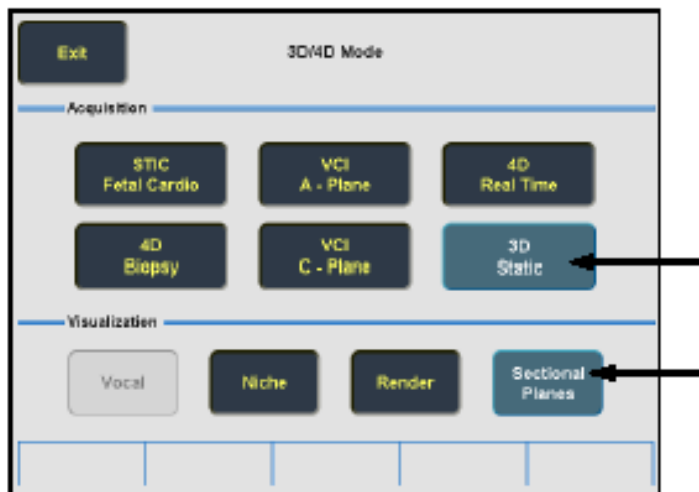 Exit
3D/4D Mode
Acquisition
STIC
Fetal Cardio
VCI
A - Plane
4D
Real Time
4D
Biopsy
VCI
C - Plane
3D
Static
Visualization
Vocal
Niche
Render
Sectional
Planes